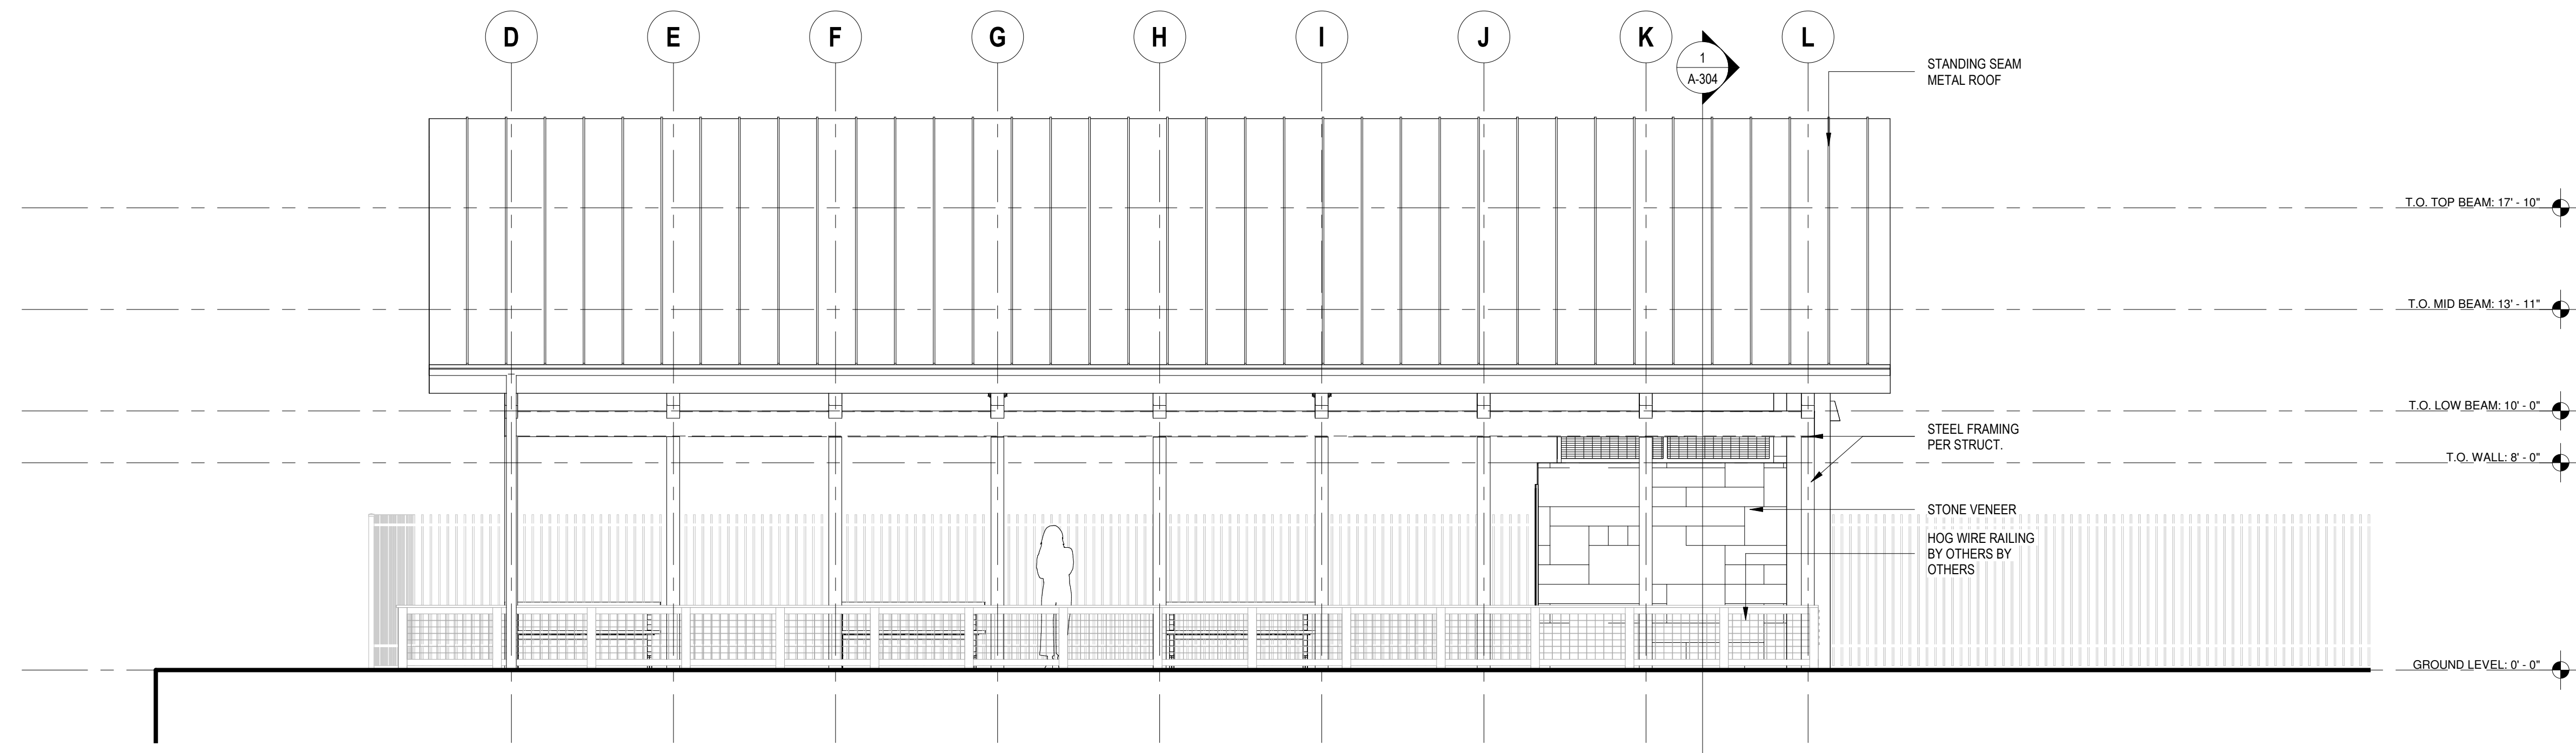 D
E
F
G
H
I
J
K
L
1
A-304
STANDING SEAM
METAL ROOF
T.O. TOP BEAM: 17' - 10"
T.O. MID BEAM: 13' - 11"
T.O. LOW BEAM: 10' - 0"
STEEL FRAMING
PER STRUCT.
T.O. WALL: 8' - 0"
STONE VENEER
HOG WIRE RAILING
BY OTHERS BY
OTHERS
GROUND LEVEL: 0' - 0"